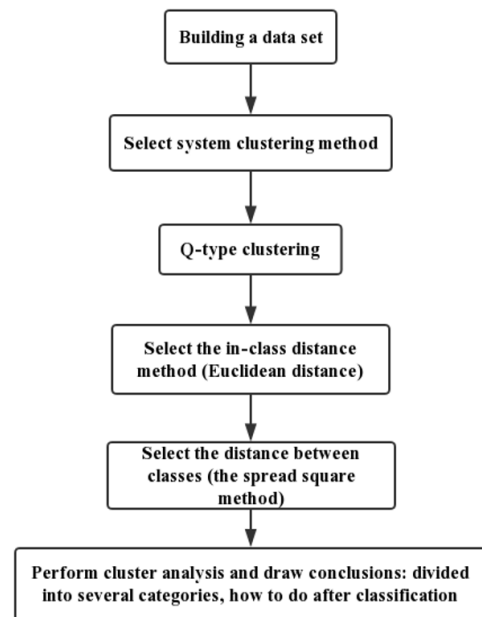 Building a data set
Select system clustering method
Q-type clustering
Select the in-class distance
method (Euclidean distance)
Select the distance between
classes (the spread square
method)
Perform cluster analysis and draw conclusions: divided
into several categories, how to do after classification